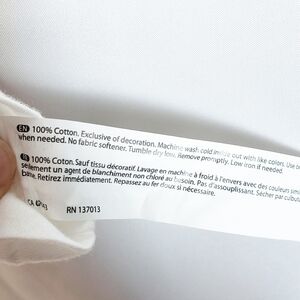 EN 100% Cotton. Exclusive of decoration. Machine wash cold inside out with like colors. Use
when needed. No fabric softener. Tumble dry low. Remove promptly. Low iron if needed.
FR 100% Coton. Sauf tissu décoratif. Lavage en machine à froid à l'envers avec des couleurs
seulement un agent de blanchiment non chloré au besoin. Pas d'assouplissant. Sécher par culbutage
basse. Retirez immédiatement. Repassez au fer doux si nécessaire.
CA RN 137013